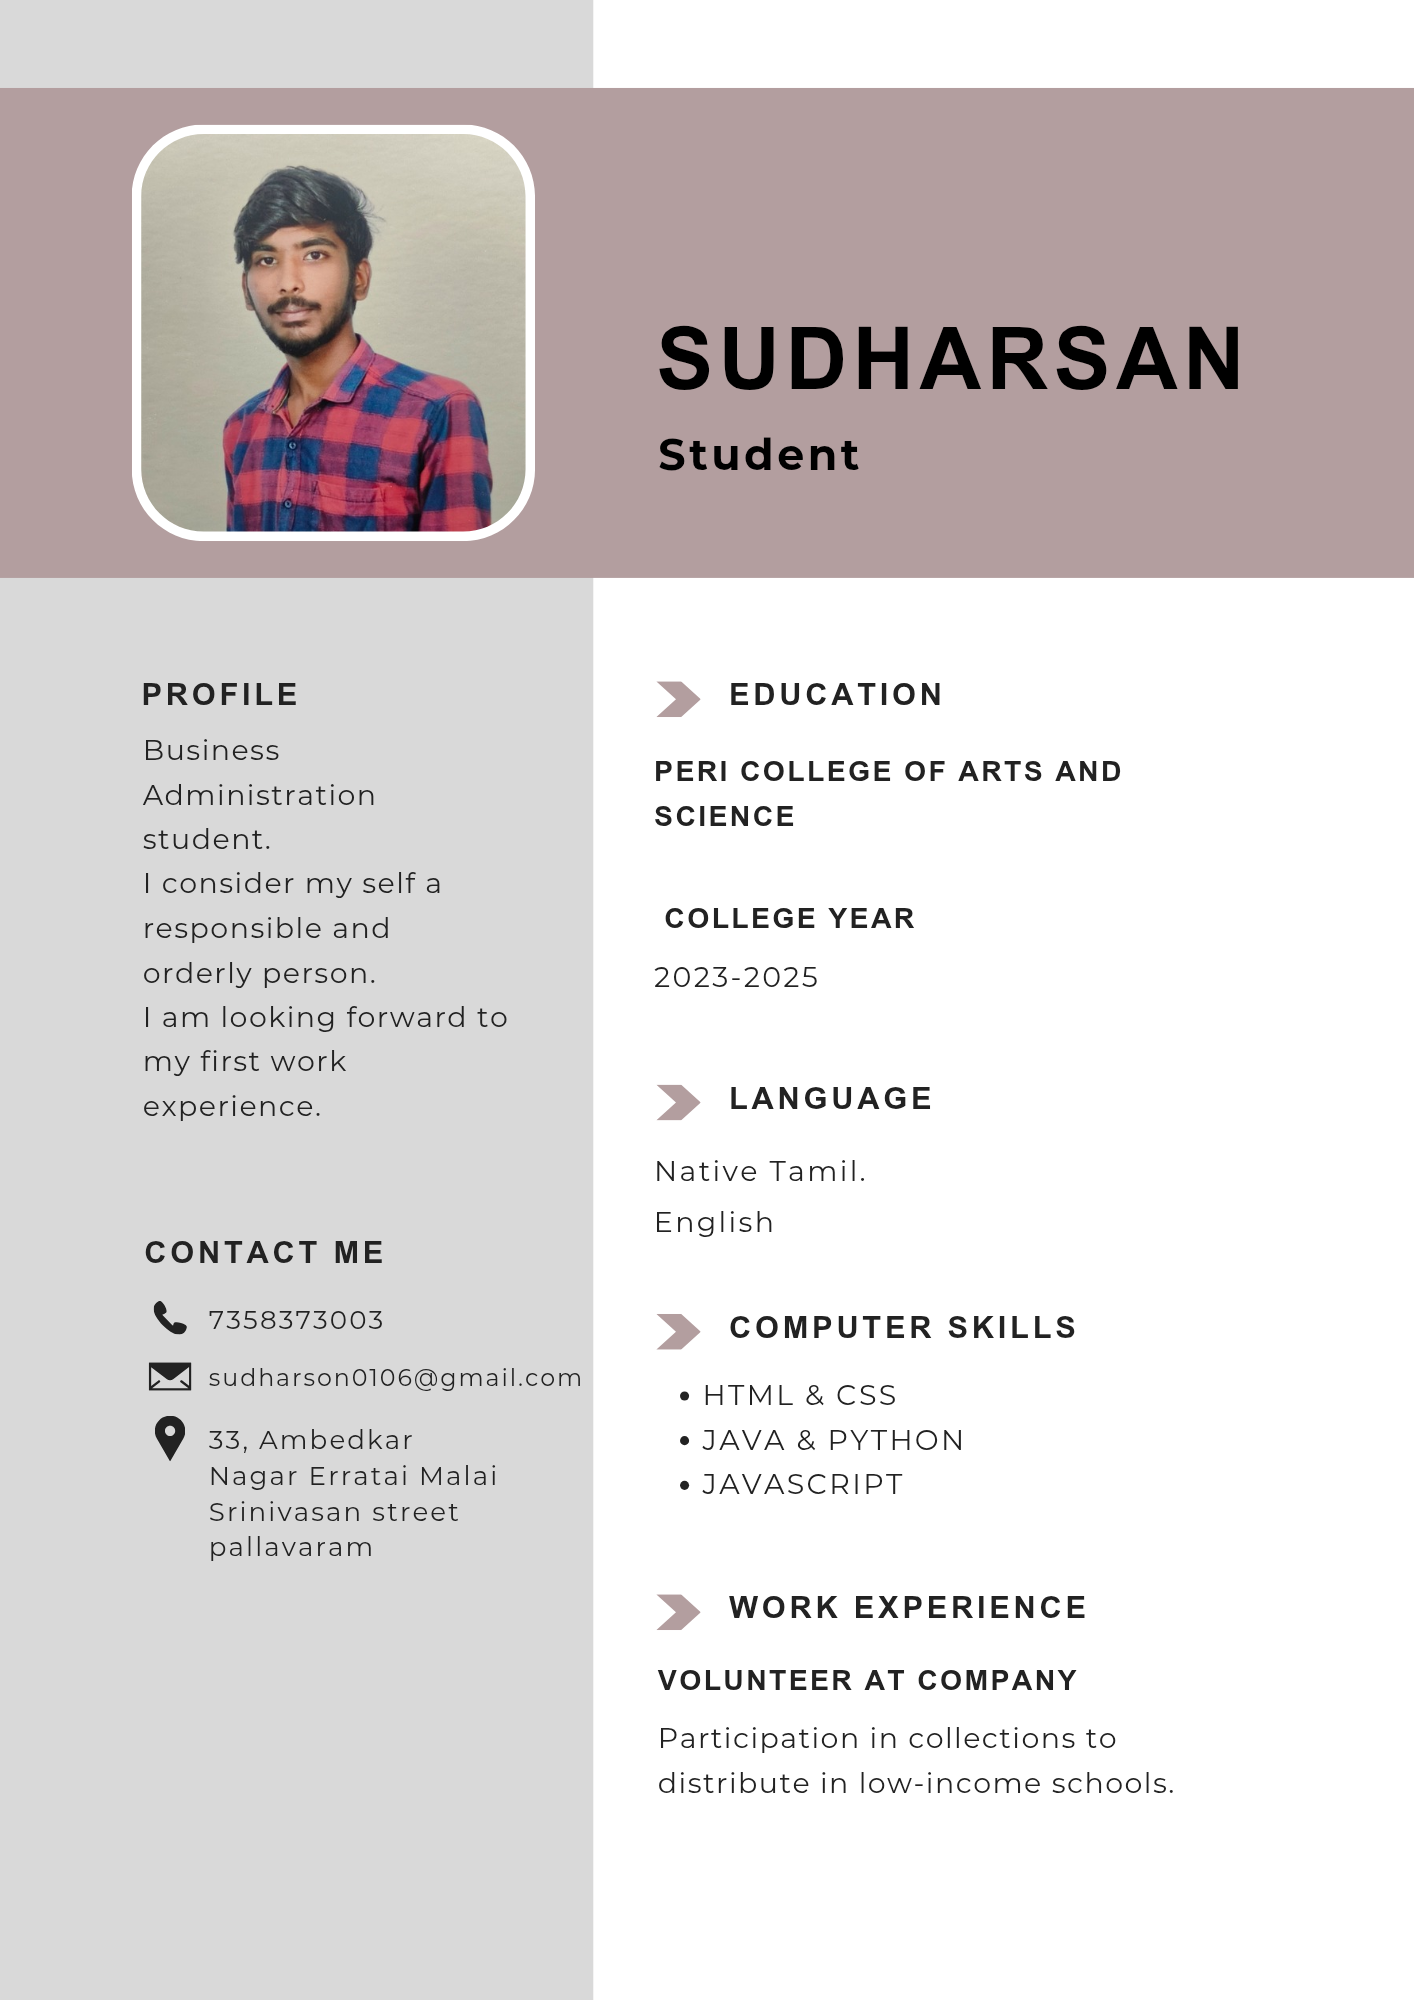 SUDHARSAN
Student
PROFILE
Business
Administration
student.
I consider my self a
responsible and
orderly person.
I am looking forward to
my first work
experience.
CONTACT ME
7358373003
sudharson0106@gmail.com
33, Ambedkar
Nagar Erratai Malai
Srinivasan street
pallavaram
EDUCATION
PERI COLLEGE OF ARTS AND
SCIENCE
COLLEGE YEAR
2023-2025
LANGUAGE
Native Tamil.
English
COMPUTER SKILLS
• HTML & CSS
• JAVA & PYTHON
• JAVASCRIPT
WORK EXPERIENCE
VOLUNTEER AT COMPANY
Participation in collections to
distribute in low-income schools.